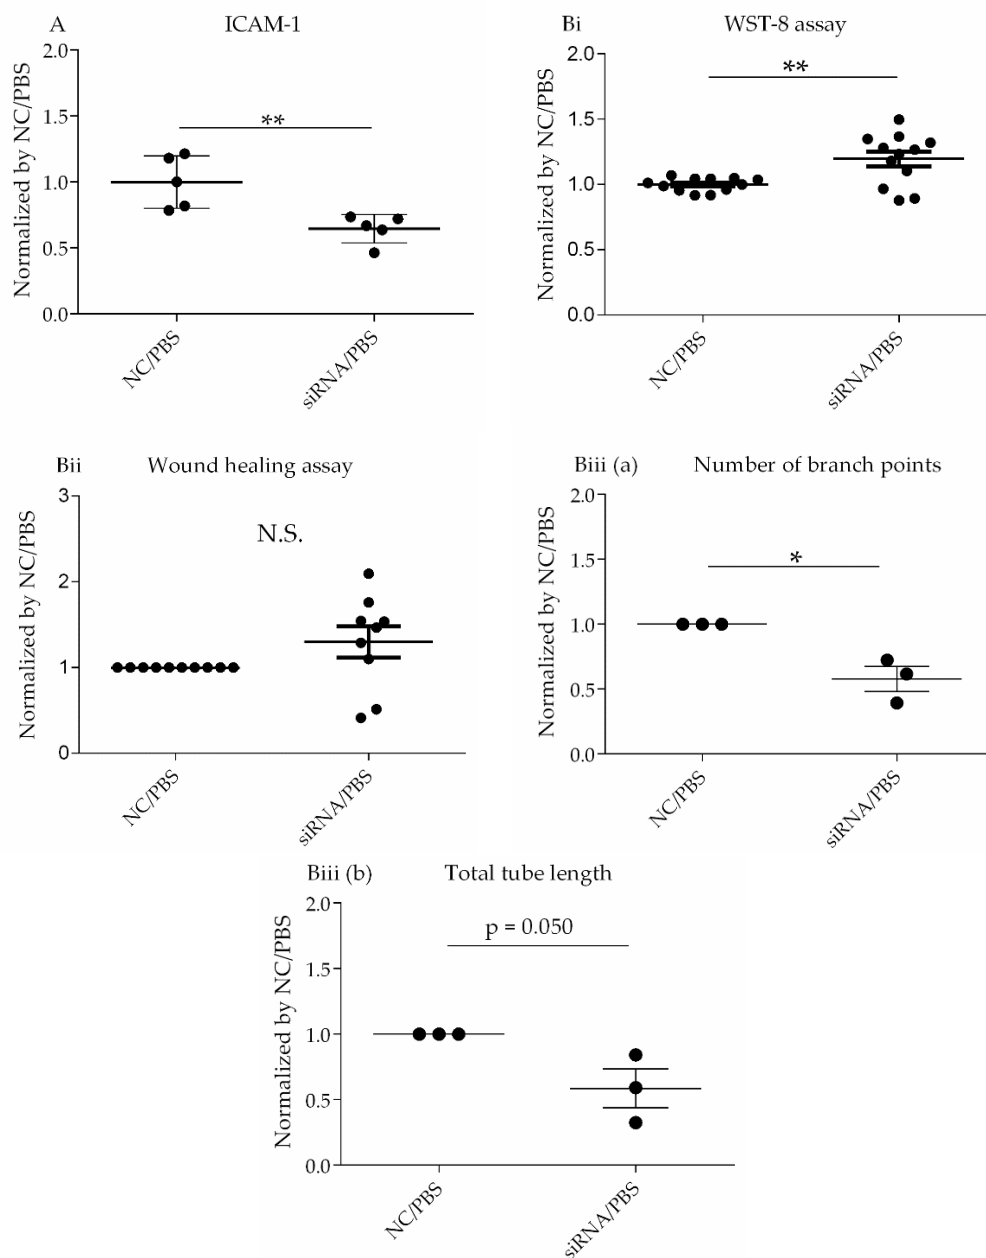 A ICAM-1
Normalized by NC/PBS
2.0
1.5
1.0
0.5
0.0
**
NC/PBS
siRNA/PBS
Bi WST-8 assay
Normalized by NC/PBS
2.0
1.5
1.0
0.5
0.0
**
NC/PBS
siRNA/PBS
Bii Wound healing assay
Normalized by NC/PBS
3
2
1
0
N.S.
NC/PBS
siRNA/PBS
Biii (a) Number of branch points
Normalized by NC/PBS
2.0
1.5
1.0
0.5
0.0
*
NC/PBS
siRNA/PBS
Biii (b) Total tube length
Normalized by NC/PBS
2.0
1.5
1.0
0.5
0.0
p = 0.050
NC/PBS
siRNA/PBS